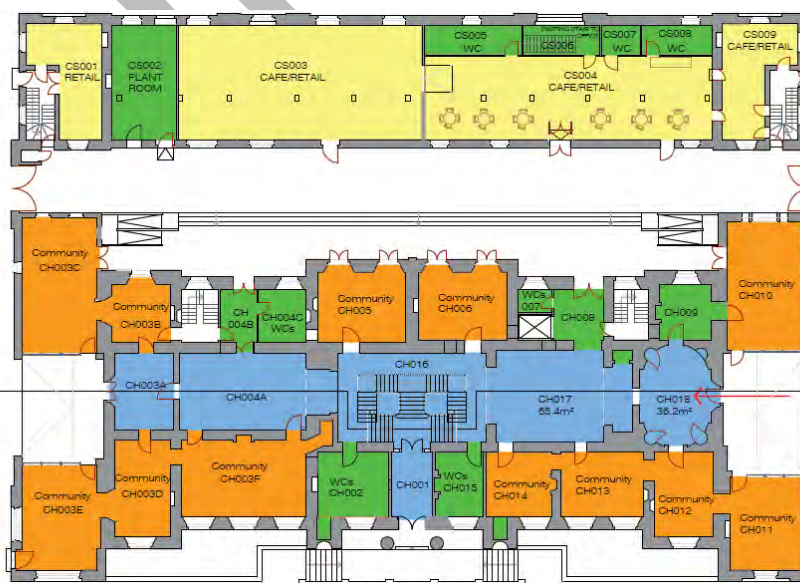 CS001
RETAIL
CS002
PLANT
ROOM
CS003
CAFE/RETAIL
CS005
WC
EXISTING STAIR TO
CS006
CS007
WC
CS008
WC
CS004
CAFE/RETAIL
CS009
CAFE/RETAIL
Community
CH003C
Community
CH003B
CH
004B
CH004C
WCs
Community
CH005
Community
CH006
WCs
007
CH008
CH009
Community
CH010
CH003A
CH004A
CH016
CH017
65.4m²
CH018
36.2m²
Community
CH003E
Community
CH003D
Community
CH003F
WCs
CH002
CH001
WCs
CH015
Community
CH014
Community
CH013
Community
CH012
Community
CH011